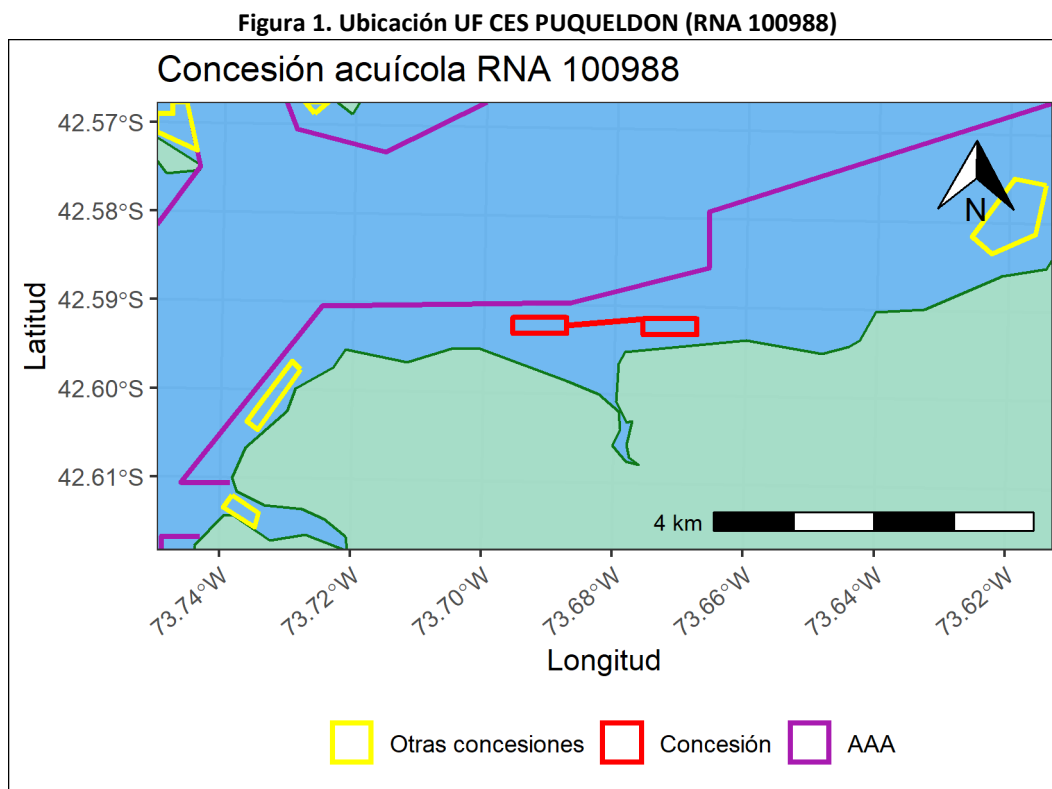 Figura 1. Ubicación UF CES PUQUELDON (RNA 100988)
Concesión acuícola RNA 100988
42.57°S
42.58°S
42.59°S
42.60°S
42.61°S
Latitud
N
4 km
73.74°W
73.72°W
73.70°W
73.68°W
73.66°W
73.64°W
73.62°W
Longitud
Otras concesiones
Concesión
AAA